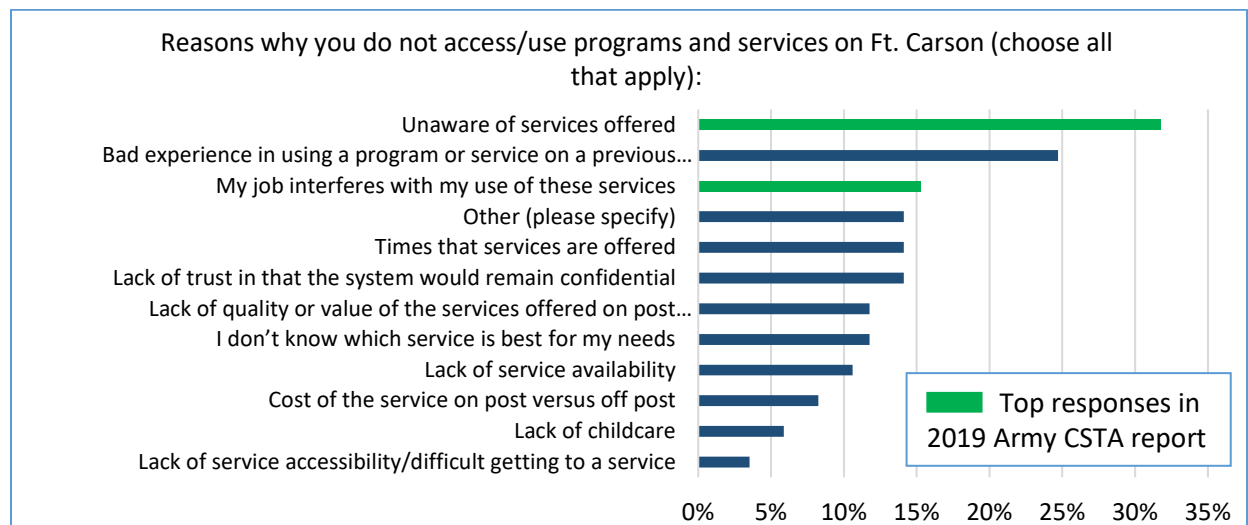 Reasons why you do not access/use programs and services on Ft. Carson (choose all
that apply):
Unaware of services offered
Bad experience in using a program or service on a previous...
My job interferes with my use of these services
Other (please specify)
Times that services are offered
Lack of trust in that the system would remain confidential
Lack of quality or value of the services offered on post...
I don’t know which service is best for my needs
Lack of service availability
Cost of the service on post versus off post
Lack of childcare
Lack of service accessibility/difficult getting to a service
Top responses in
2019 Army CSTA report
0% 5% 10% 15% 20% 25% 30% 35%